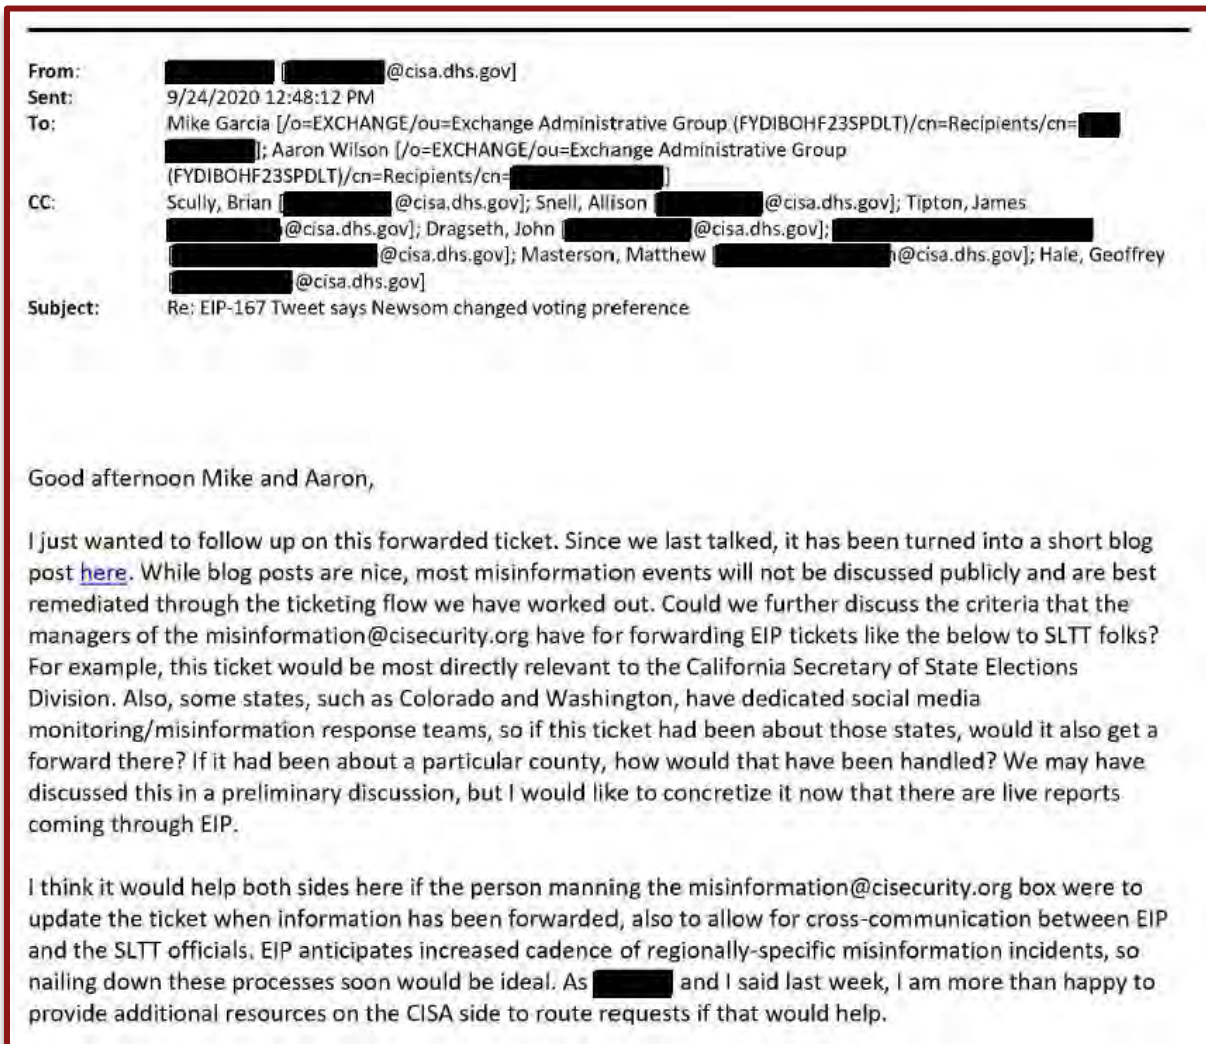 From: [ @cisa.dhs.gov]
Sent: 9/24/2020 12:48:12 PM
To: Mike Garcia [/o=EXCHANGE/ou=Exchange Administrative Group (FYDIBOHF23SPDLT)/cn=Recipients/cn=
]; Aaron Wilson [/o=EXCHANGE/ou=Exchange Administrative Group
(FYDIBOHF23SPDLT)/cn=Recipients/cn= ]
CC: Scully, Brian [ @cisa.dhs.gov]; Snell, Allison [ @cisa.dhs.gov]; Tipton, James
@cisa.dhs.gov]; Dragseth, John [ @cisa.dhs.gov];
[ @cisa.dhs.gov]; Masterson, Matthew [ @cisa.dhs.gov]; Hale, Geoffrey
[ @cisa.dhs.gov]
Subject: Re: EIP-167 Tweet says Newsom changed voting preference
Good afternoon Mike and Aaron,
I just wanted to follow up on this forwarded ticket. Since we last talked, it has been turned into a short blog
post here. While blog posts are nice, most misinformation events will not be discussed publicly and are best
remediated through the ticketing flow we have worked out. Could we further discuss the criteria that the
managers of the misinformation@cisecurity.org have for forwarding EIP tickets like the below to SLTT folks?
For example, this ticket would be most directly relevant to the California Secretary of State Elections
Division. Also, some states, such as Colorado and Washington, have dedicated social media
monitoring/misinformation response teams, so if this ticket had been about those states, would it also get a
forward there? If it had been about a particular county, how would that have been handled? We may have
discussed this in a preliminary discussion, but I would like to concretize it now that there are live reports
coming through EIP.
I think it would help both sides here if the person manning the misinformation@cisecurity.org box were to
update the ticket when information has been forwarded, also to allow for cross-communication between EIP
and the SLTT officials. EIP anticipates increased cadence of regionally-specific misinformation incidents, so
nailing down these processes soon would be ideal. As and I said last week, I am more than happy to
provide additional resources on the CISA side to route requests if that would help.